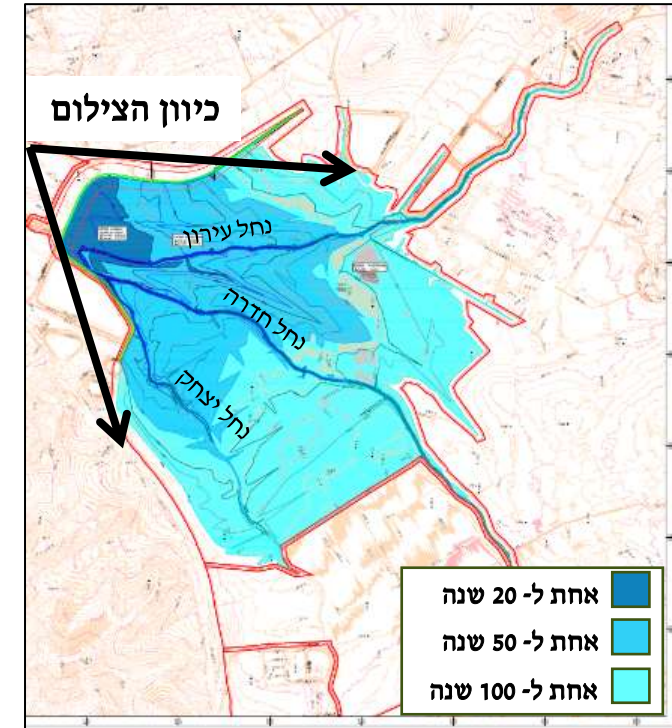 כיוון הצילום
נחל עירון
נחל חדרה
נחל יצחק
אחת ל- 20 שנה
אחת ל- 50 שנה
אחת ל- 100 שנה